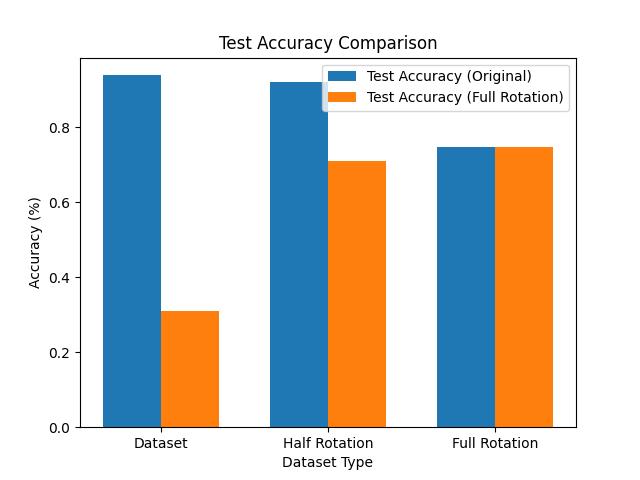 Test Accuracy Comparison
Test Accuracy (Original)
Test Accuracy (Full Rotation)
Accuracy (%)
0.8
0.6
0.4
0.2
0.0
Dataset
Half Rotation
Full Rotation
Dataset Type